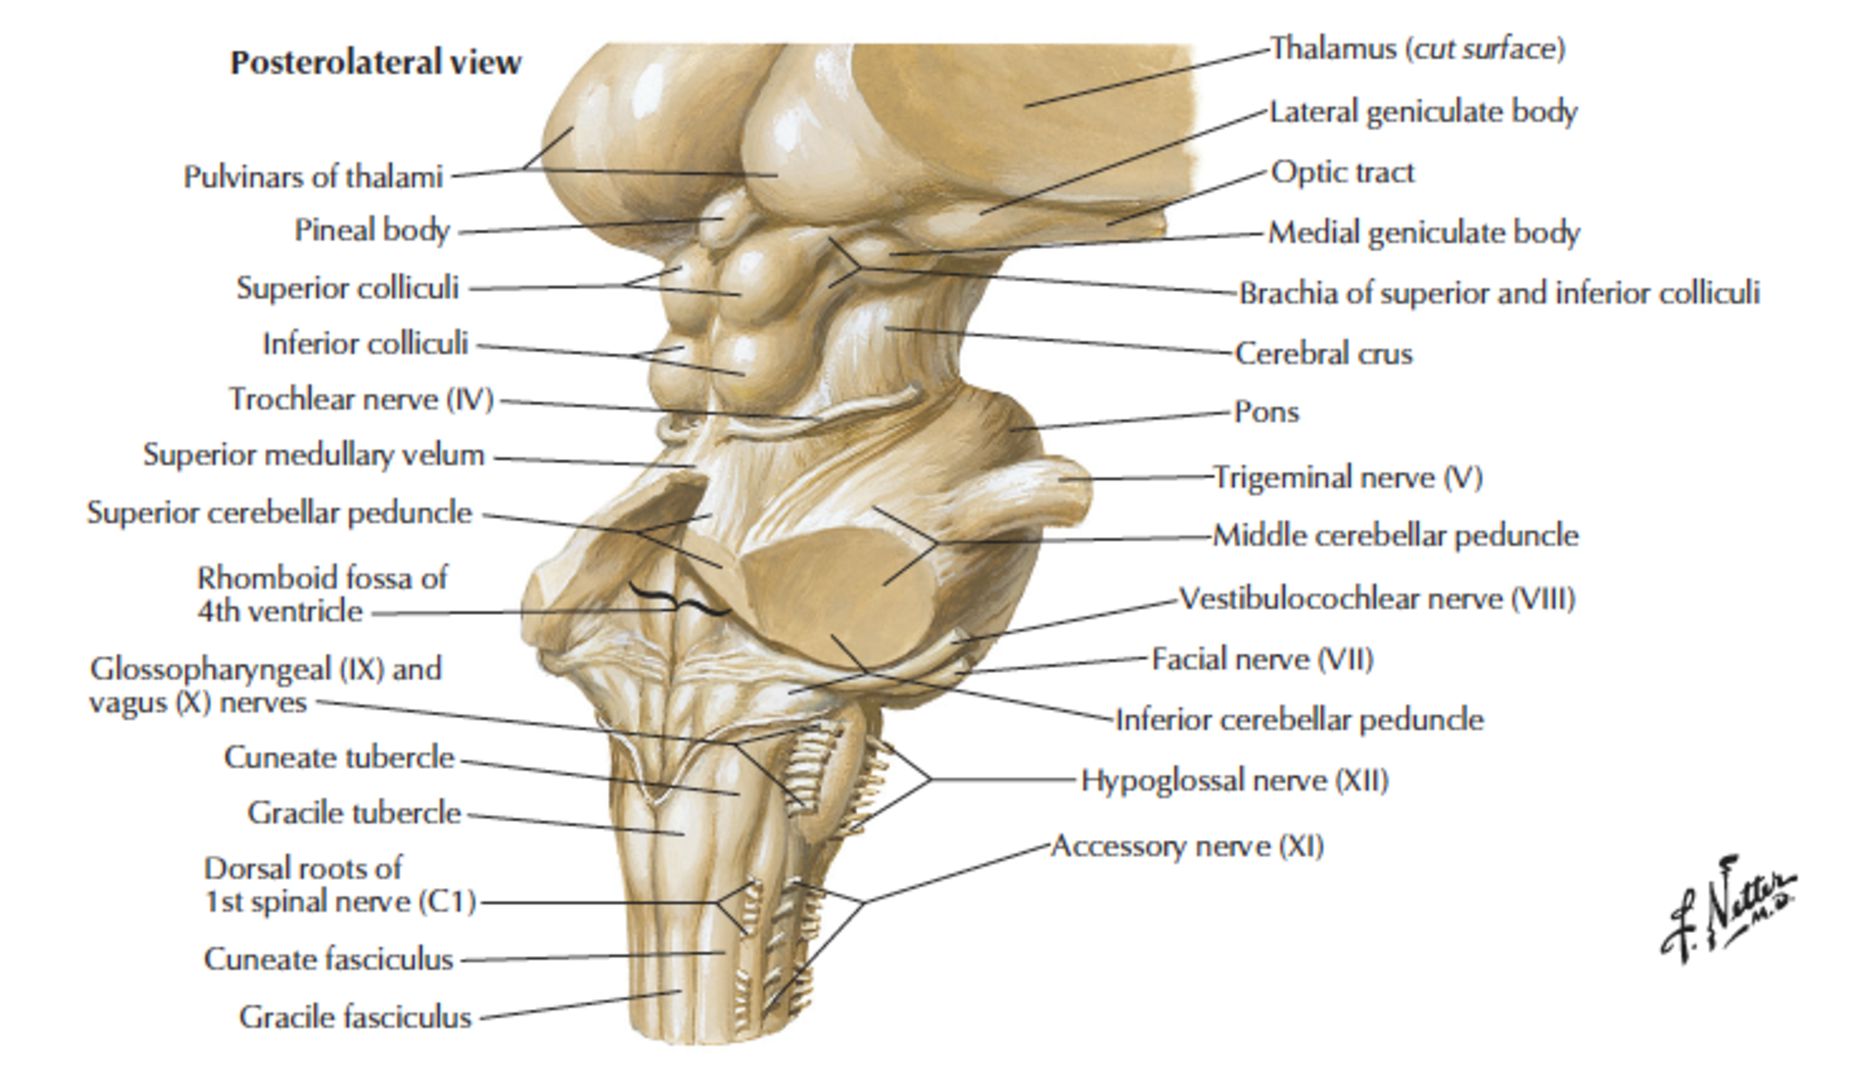 Posterolateral view
Pulvinars of thalami
Pineal body
Superior colliculi
Inferior colliculi
Trochlear nerve (IV)
Superior medullary velum
Superior cerebellar peduncle
Rhomboid fossa of
4th ventricle
Glossopharyngeal (IX) and
vagus (X) nerves
Cuneate tubercle
Gracile tubercle
Dorsal roots of
1st spinal nerve (C1)
Cuneate fasciculus
Gracile fasciculus
Thalamus (cut surface)
Lateral geniculate body
Optic tract
Medial geniculate body
Brachia of superior and inferior colliculi
Cerebral crus
Pons
Trigeminal nerve (V)
Middle cerebellar peduncle
Vestibulocochlear nerve (VIII)
Facial nerve (VII)
Inferior cerebellar peduncle
Hypoglossal nerve (XII)
Accessory nerve (XI)
F. Netter
M.D.